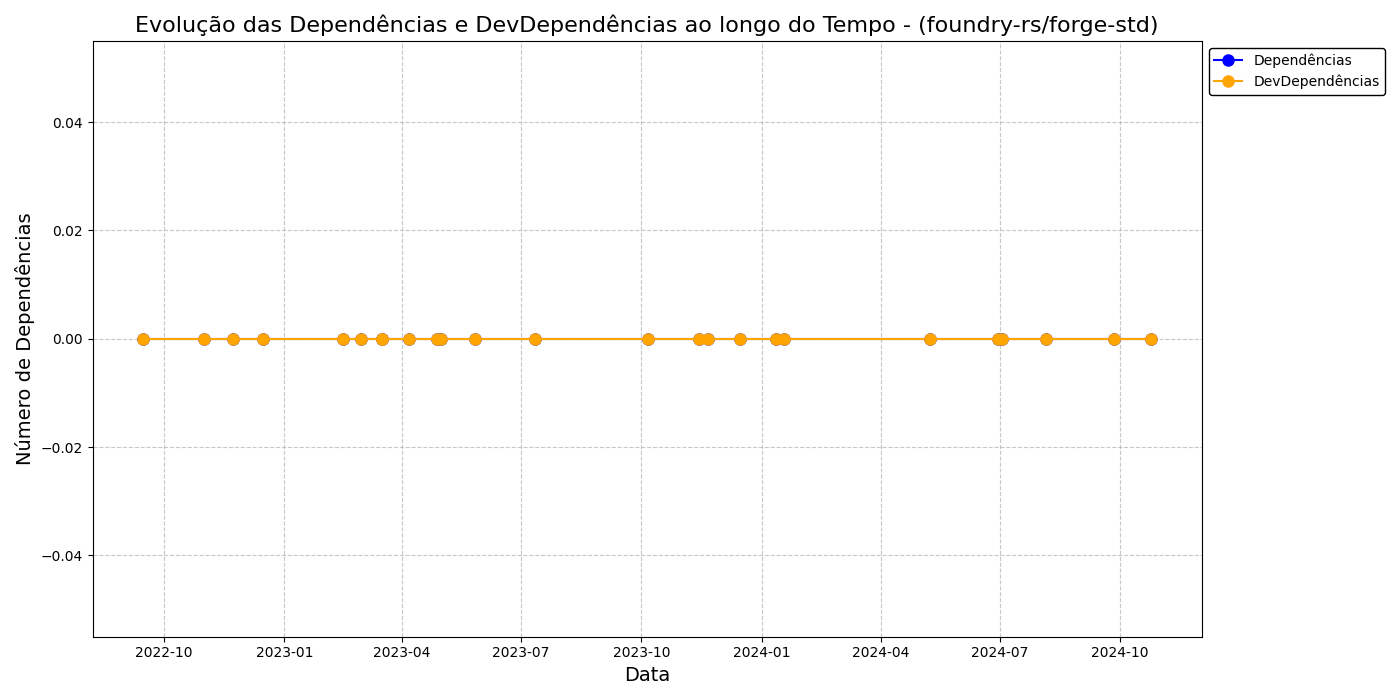 Evolução das Dependências e DevDependências ao longo do Tempo - (foundry-rs/forge-std)
Dependências
DevDependências
Número de Dependências
0.04
0.02
0.00
−0.02
−0.04
2022-10 2023-01 2023-04 2023-07 2023-10 2024-01 2024-04 2024-07 2024-10
Data